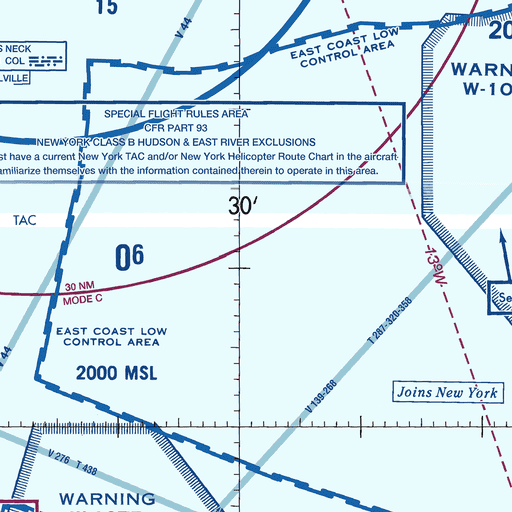 15
V 44
S NECK
COL
LVILLE
EAST COAST LOW
CONTROL AREA
20
WARN
W-10
SPECIAL FLIGHT RULES AREA
CFR PART 93
NEW YORK CLASS B HUDSON & EAST RIVER EXCLUSIONS
st have a current New York TAC and/or New York Helicopter Route Chart in the aircraft
amiliarize themselves with the information contained therein to operate in this area.
TAC
30'
06
13°W
30 NM
MODE C
Se
EAST COAST LOW
CONTROL AREA
2000 MSL
V 44
T 287-320-358
V 139-268
Joins New York
V 276 T 438
WARNING